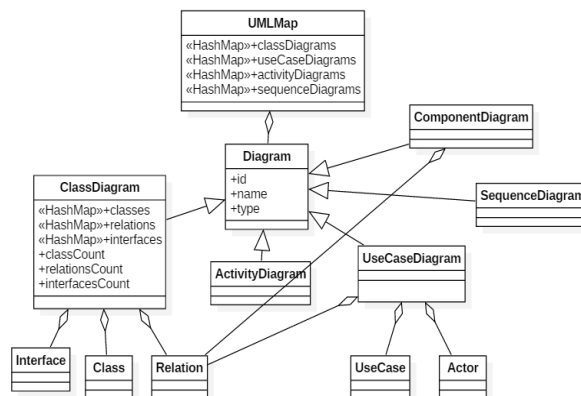 UMLMap
«HashMap»+classDiagrams
«HashMap»+useCaseDiagrams
«HashMap»+activityDiagrams
«HashMap»+sequenceDiagrams
ComponentDiagram
Diagram
+id
+name
+type
ClassDiagram
«HashMap»+classes
«HashMap»+relations
«HashMap»+interfaces
+classCount
+relationsCount
+interfacesCount
SequenceDiagram
ActivityDiagram
UseCaseDiagram
Interface
Class
Relation
UseCase
Actor